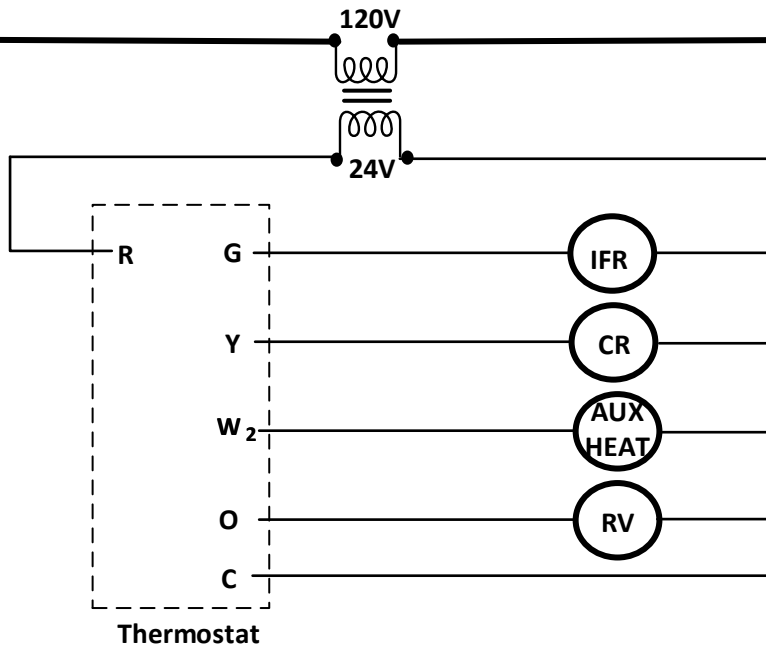 120V
24V
R
G
IFR
Y
CR
W2
AUX
HEAT
O
RV
C
Thermostat